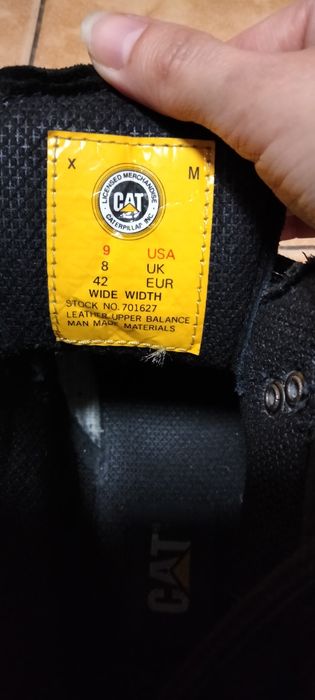 X M
LICENSED MERCHANDISE
CAT
CATERPILLAR INC
9 USA
8 UK
42 EUR
WIDE WIDTH
STOCK NO. 701627
LEATHER UPPER BALANCE
MAN MADE MATERIALS
CAT